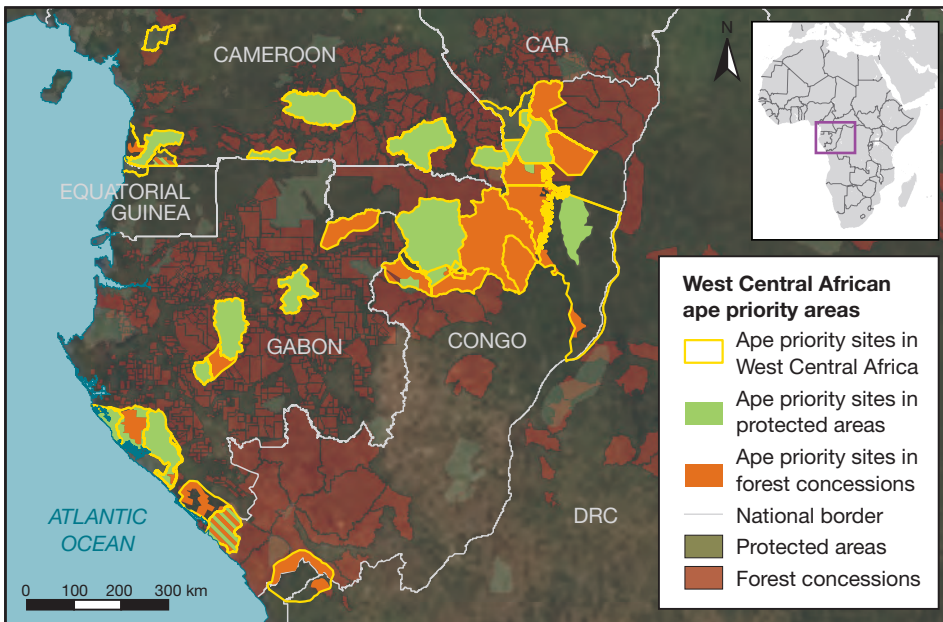 CAMEROON
CAR
N
EQUATORIAL
GUINEA
GABON
CONGO
DRC
ATLANTIC
OCEAN
0 100 200 300 km
West Central African
ape priority areas
Ape priority sites in
West Central Africa
Ape priority sites in
protected areas
Ape priority sites in
forest concessions
National border
Protected areas
Forest concessions